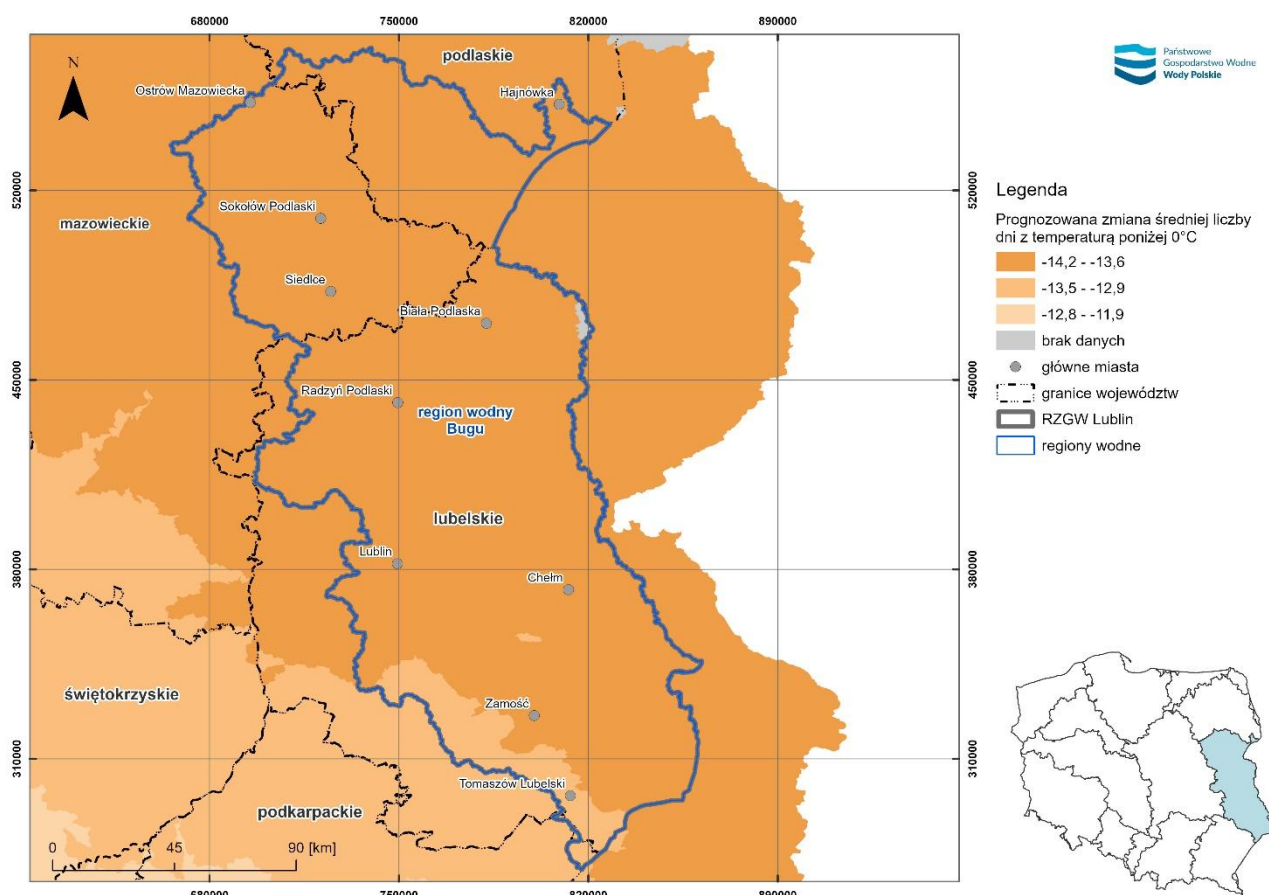 680000
750000
820000
890000
podlaskie
N
Ostrów Mazowiecka
Hajnówka
520000
520000
mazowieckie
Sokołów Podlaski
Siedlce
Biała Podlaska
450000
450000
Radzyń Podlaski
region wodny
Bugu
lubelskie
Lublin
380000
380000
Chełm
świętokrzyskie
Zamość
310000
310000
Tomaszów Lubelski
podkarpackie
0
45
90 [km]
680000
750000
820000
890000
Państwowe
Gospodarstwo Wodne
Wody Polskie
Legenda
Prognozowana zmiana średniej liczby
dni z temperaturą poniżej 0°C
-14,2 - -13,6
-13,5 - -12,9
-12,8 - -11,9
brak danych
główne miasta
granice województw
RZGW Lublin
regiony wodne